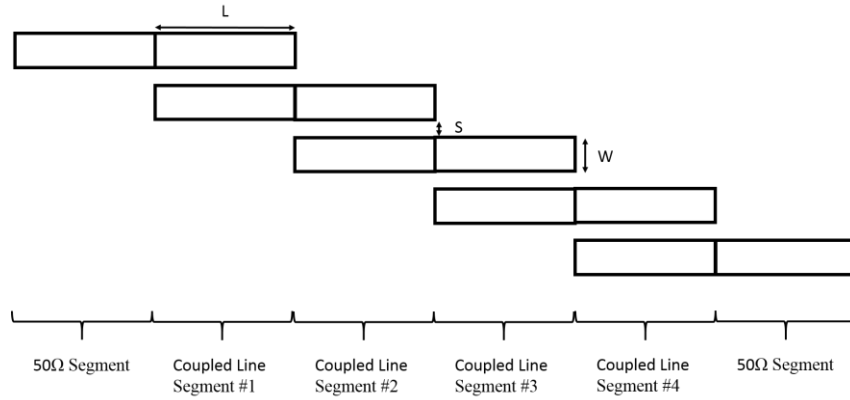 L
S
W
50Ω Segment
Coupled Line
Segment #1
Coupled Line
Segment #2
Coupled Line
Segment #3
Coupled Line
Segment #4
50Ω Segment